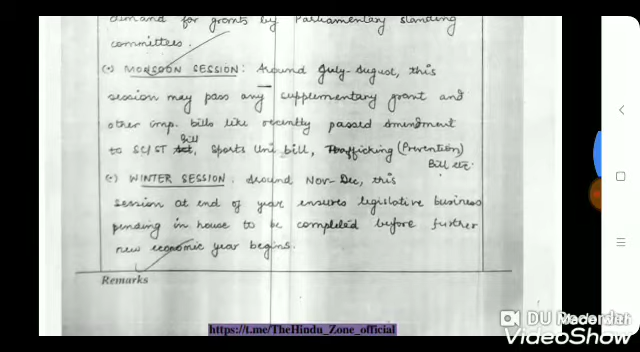 demand for grants by Parliamentary standing
committees.
(•) MONSOON SESSION: Around July-August, this
session may pass any supplementary grant and
other imp. bills like recently passed amendment
to SC/ST Act Bill, Sports Uni bill, Trafficking (Prevention)
Bill etc.
(•) WINTER SESSION. Around Nov-Dec, this
session at end of year ensures legislative business
pending in house to be completed before further
new economic year begins.
Remarks
https://t.me/TheHindu_Zone_official
DU Recorder
VideoShow